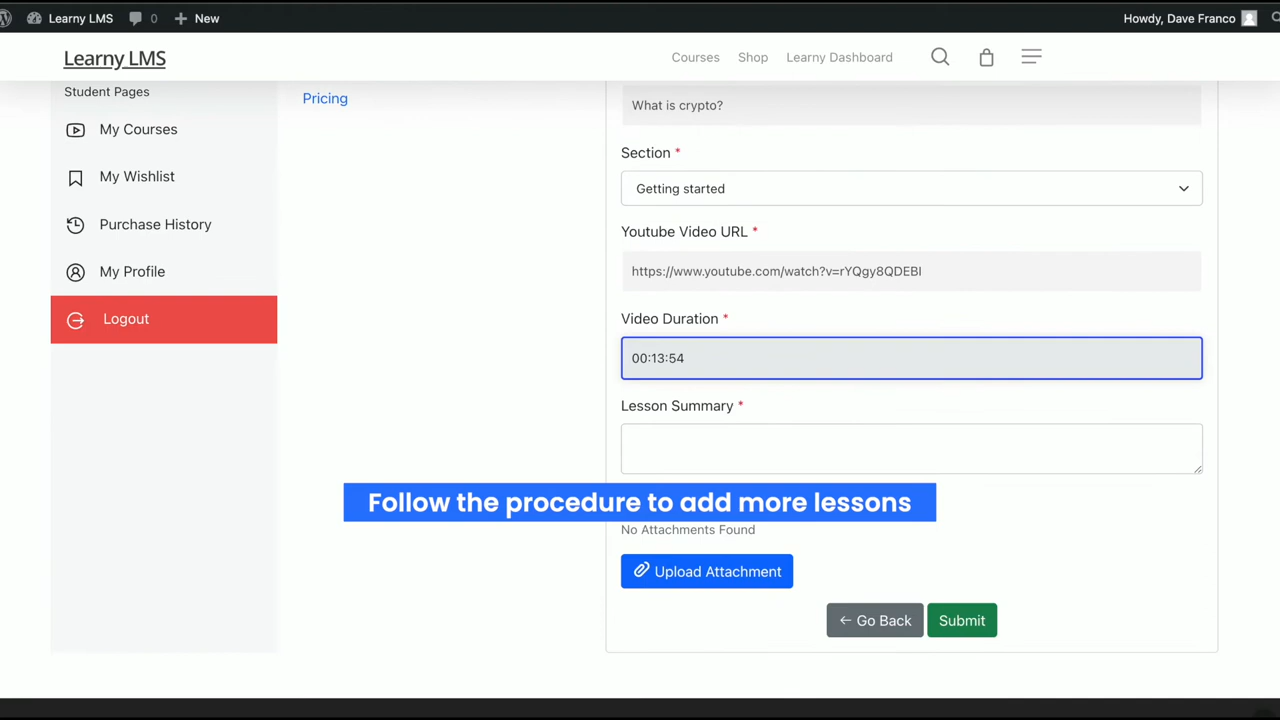 Learny LMS
0
New
Howdy, Dave Franco
Learny LMS
Courses
Shop
Learny Dashboard
Student Pages
My Courses
My Wishlist
Purchase History
My Profile
Logout
Pricing
What is crypto?
Section *
Getting started
Youtube Video URL *
https://www.youtube.com/watch?v=rYQgy8QDEBI
Video Duration *
00:13:54
Lesson Summary *
Follow the procedure to add more lessons
No Attachments Found
Upload Attachment
← Go Back
Submit